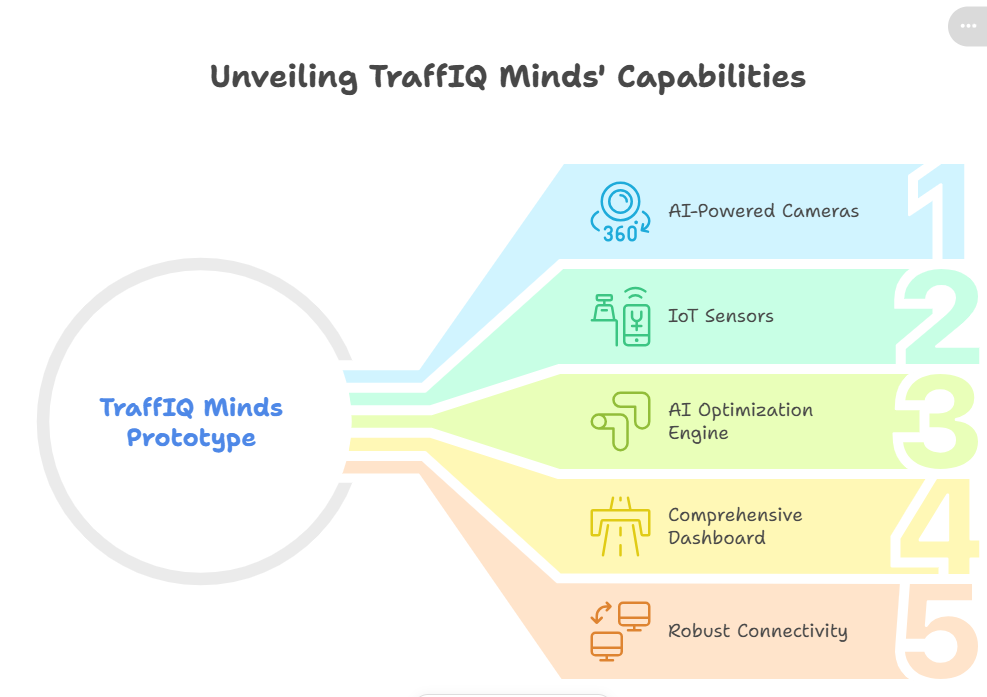 Unveiling TraffIQ Minds' Capabilities
TraffIQ Minds
Prototype
360°
AI-Powered Cameras
1
IoT Sensors
2
AI Optimization
Engine
3
Comprehensive
Dashboard
4
Robust Connectivity
5